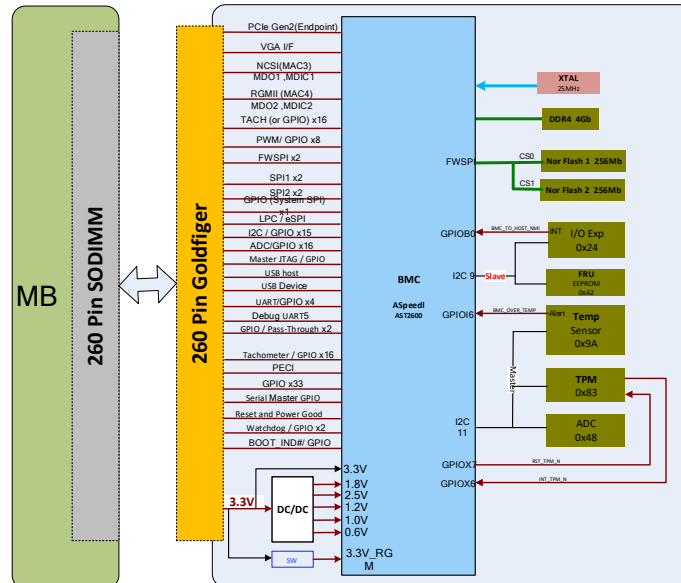 MB
260 Pin SODIMM
260 Pin Goldfiger
PCIe Gen2(Endpoint)
VGA I/F
NCSI(MAC3)
MDO1 ,MDIC1
RGMII (MAC4)
MDO2 ,MDIC2
TACH (or GPIO) x16
PWM/ GPIO x8
FWSPI x2
SPI1 x2
SPI2 x2
GPIO (System SPI)
x1
LPC / eSPI
I2C / GPIO x15
ADC/GPIO x16
Master JTAG / GPIO
USB host
USB Device
UART/GPIO x4
Debug UART5
GPIO / Pass-Through x2
Tachometer / GPIO x16
PECI
GPIO x33
Serial Master GPIO
Reset and Power Good
Watchdog / GPIO x2
BOOT_IND#/ GPIO
3.3V
DC/DC
SW
3.3V
1.8V
2.5V
1.2V
1.0V
0.6V
3.3V_RG
M
BMC
ASpeedl
AST2600
FWSPI
GPIOB0
I2C 9
GPIOI6
I2C
11
GPIOX7
GPIOX6
XTAL
25MHz
DDR4 4Gb
CS0
Nor Flash 1 256Mb
CS1
Nor Flash 2 256Mb
BMC_TO_HOST_NMI
INT
I/O Exp
0x24
Slave
FRU
EEPROM
0xA2
BMC_OVER_TEMP
Alert
Temp
Sensor
0x9A
Master
TPM
0x83
ADC
0x48
RST_TPM_N
INT_TPM_N